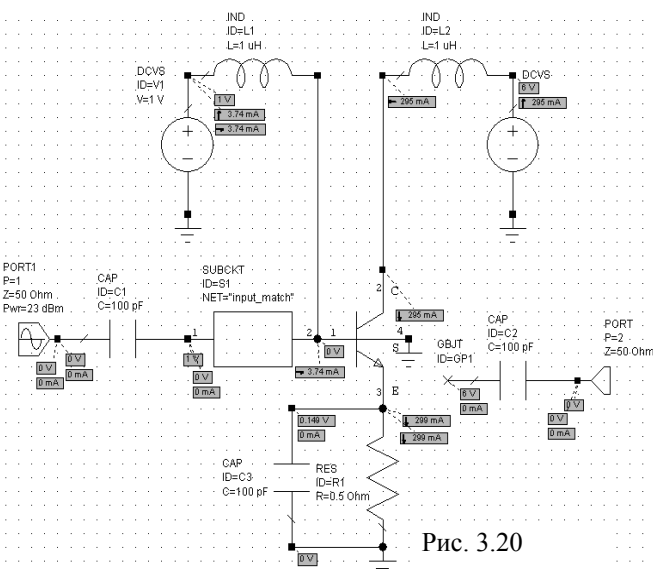 IND
ID=L1
L=1 uH
IND
ID=L2
L=1 uH
DCVS
ID=V1
V=1 V
1 V
3.74 mA
3.74 mA
295 mA
DCVS
6 V
295 mA
PORT1
P=1
Z=50 Ohm
Pwr=23 dBm
CAP
ID=C1
C=100 pF
SUBCKT
ID=S1
NET="input_match"
1
2
1
2
C
295 mA
4
S
3
E
0 V
0 mA
0 V
0 mA
1 V
0 V
0 mA
0 V
3.74 mA
GBJT
ID=GP1
CAP
ID=C2
C=100 pF
PORT
P=2
Z=50 Ohm
6 V
0 mA
0 V
0 V
0 mA
0.149 V
0 mA
299 mA
299 mA
CAP
ID=C3
C=100 pF
RES
ID=R1
R=0.5 Ohm
0 V
Рис. 3.20